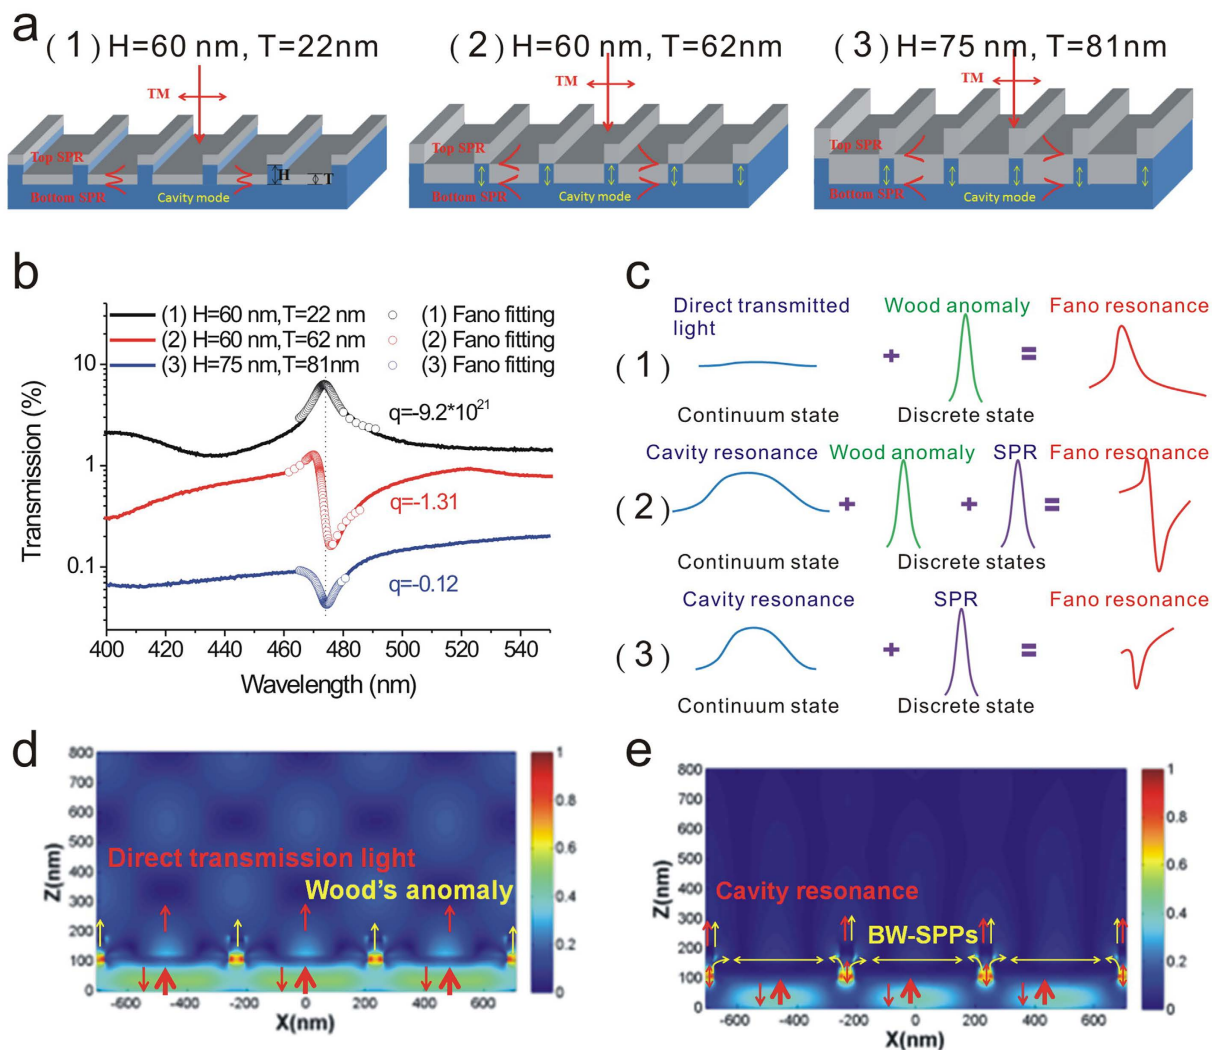 a
(1) H=60 nm, T=22nm
(2) H=60 nm, T=62nm
(3) H=75 nm, T=81nm
TM
TM
TM
Top SPR
H
T
Bottom SPR
Cavity mode
Top SPR
Bottom SPR
Cavity mode
Top SPR
Bottom SPR
Cavity mode
b
(1) H=60 nm,T=22 nm
(1) Fano fitting
(2) H=60 nm,T=62 nm
(2) Fano fitting
(3) H=75 nm,T=81nm
(3) Fano fitting
Transmission (%)
10
1
0.1
q=-9.2*10²¹
q=-1.31
q=-0.12
400 420 440 460 480 500 520 540
Wavelength (nm)
c
(1)
Direct transmitted
light
+
Wood anomaly
=
Fano resonance
Continuum state
Discrete state
(2)
Cavity resonance
+
Wood anomaly
+
SPR
=
Fano resonance
Continuum state
Discrete states
(3)
Cavity resonance
+
SPR
=
Fano resonance
Continuum state
Discrete state
d
Z(nm)
800
700
600
500
400
300
200
100
0
Direct transmission light
Wood's anomaly
-600 -400 -200 0 200 400 600
X(nm)
1
0.8
0.6
0.4
0.2
0
e
Z(nm)
800
700
600
500
400
300
200
100
0
Cavity resonance
BW-SPPs
-600 -400 -200 0 200 400 600
X(nm)
1
0.8
0.6
0.4
0.2
0